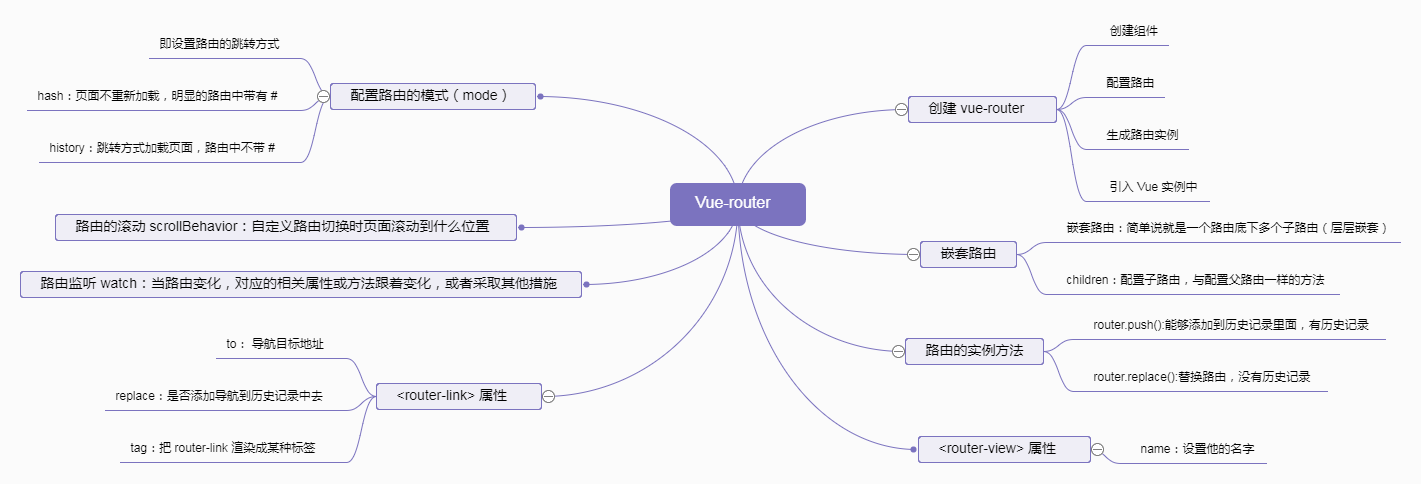 Vue-router
创建 vue-router
创建组件
配置路由
生成路由实例
引入 Vue 实例中
嵌套路由
嵌套路由：简单说就是一个路由底下多个子路由（层层嵌套）
children：配置子路由，与配置父路由一样的方法
路由的实例方法
router.push():能够添加到历史记录里面，有历史记录
router.replace():替换路由，没有历史记录
<router-view> 属性
name：设置他的名字
配置路由的模式（mode）
即设置路由的跳转方式
hash：页面不重新加载，明显的路由中带有 #
history：跳转方式加载页面，路由中不带 #
路由的滚动 scrollBehavior：自定义路由切换时页面滚动到什么位置
路由监听 watch：当路由变化，对应的相关属性或方法跟着变化，或者采取其他措施
<router-link> 属性
to： 导航目标地址
replace：是否添加导航到历史记录中去
tag：把 router-link 渲染成某种标签